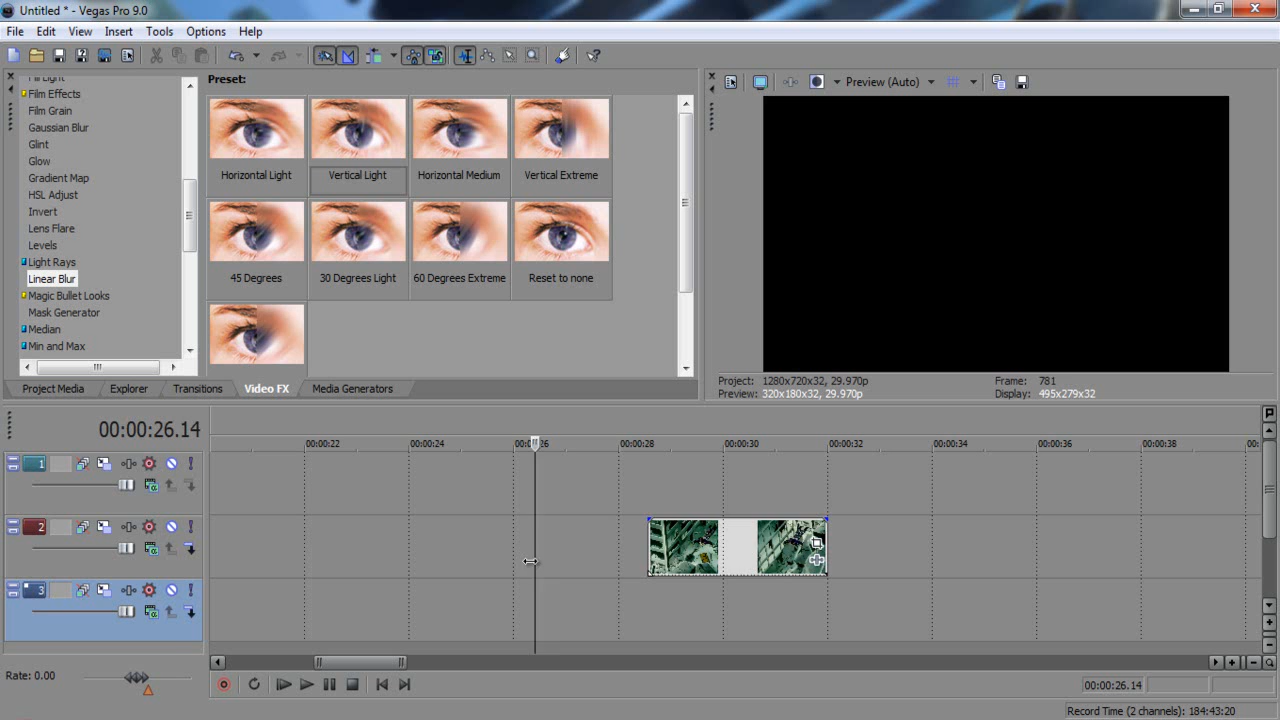 Untitled * - Vegas Pro 9.0
File Edit View Insert Tools Options Help
Preview (Auto)
Fill Light
Film Effects
Film Grain
Gaussian Blur
Glint
Glow
Gradient Map
HSL Adjust
Invert
Lens Flare
Levels
Light Rays
Linear Blur
Magic Bullet Looks
Mask Generator
Median
Min and Max
Preset:
Horizontal Light Vertical Light Horizontal Medium Vertical Extreme
45 Degrees 30 Degrees Light 60 Degrees Extreme Reset to none
Project Media Explorer Transitions Video FX Media Generators
Project: 1280x720x32, 29.970p Frame: 781
Preview: 320x180x32, 29.970p Display: 495x279x32
00:00:26.14
00:00:22 00:00:24 00:00:26 00:00:28 00:00:30 00:00:32 00:00:34 00:00:36 00:00:38 00:
1
2
3
Rate: 0.00
00:00:26.14
Record Time (2 channels): 184:43:20